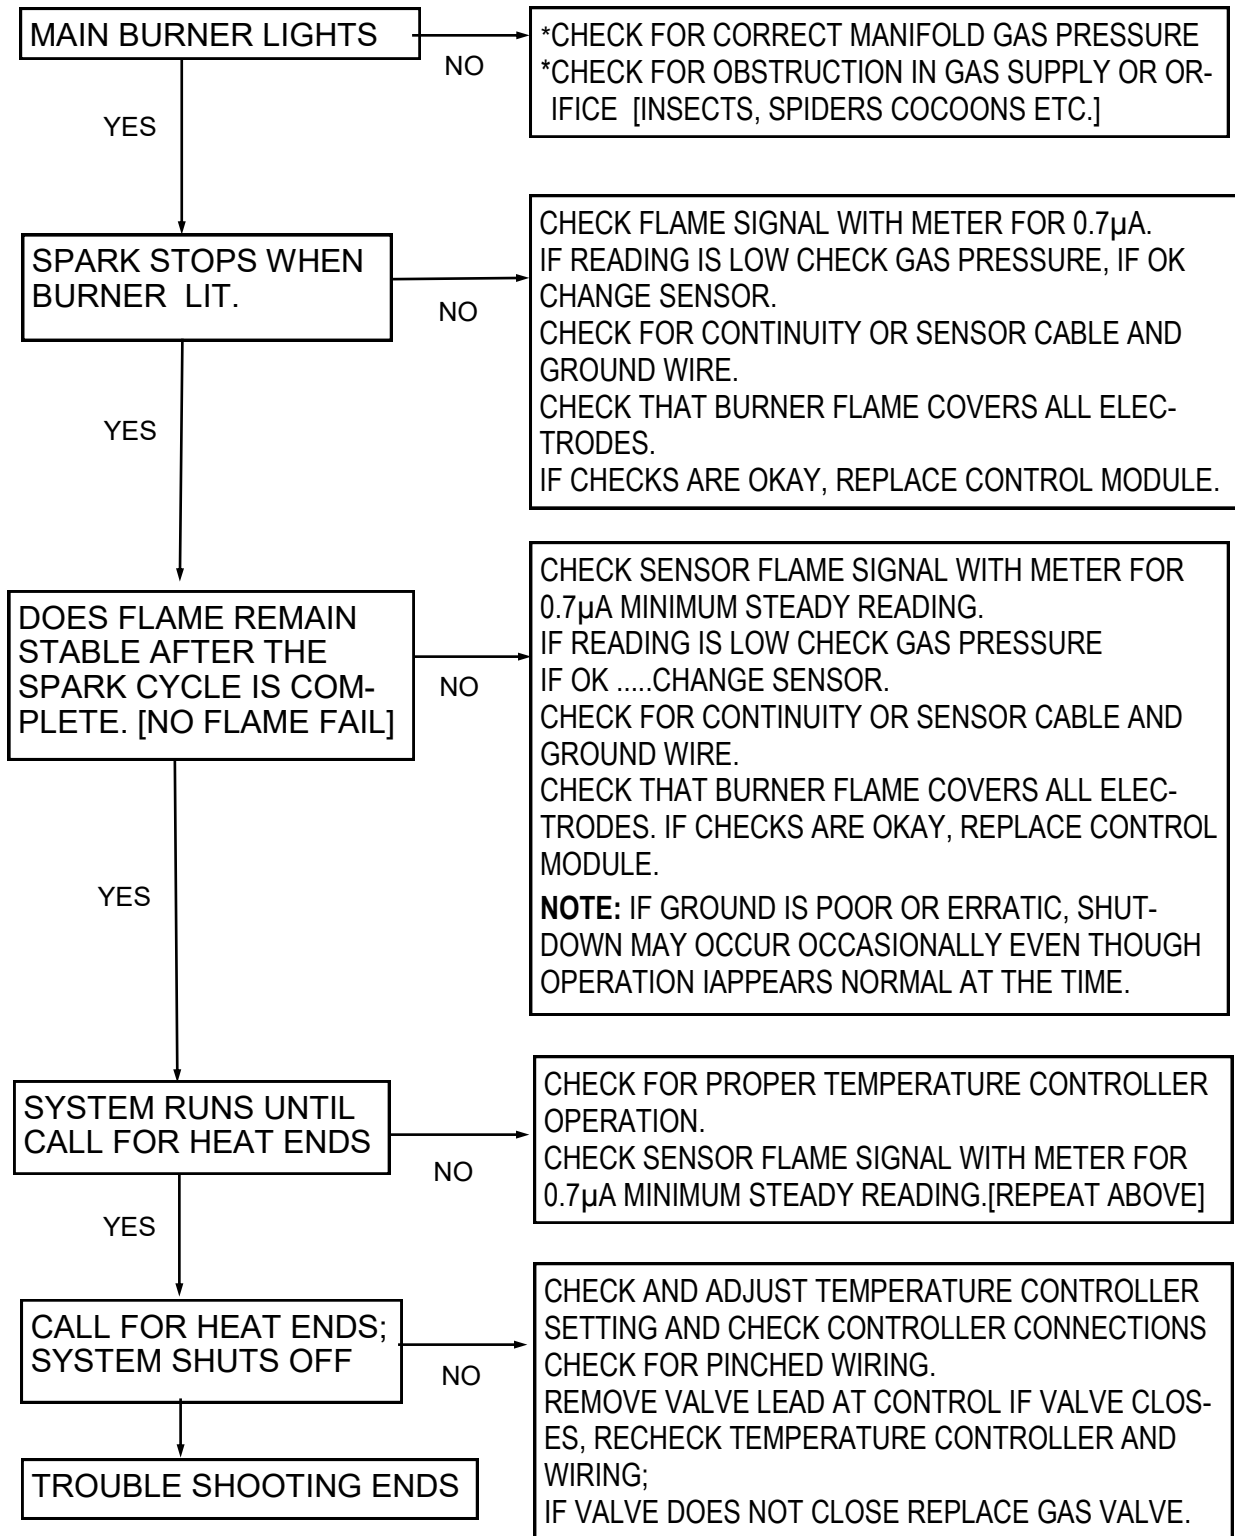 MAIN BURNER LIGHTS
NO
*CHECK FOR CORRECT MANIFOLD GAS PRESSURE
*CHECK FOR OBSTRUCTION IN GAS SUPPLY OR OR-
IFICE [INSECTS, SPIDERS COCOONS ETC.]
YES
SPARK STOPS WHEN
BURNER LIT.
NO
CHECK FLAME SIGNAL WITH METER FOR 0.7µA.
IF READING IS LOW CHECK GAS PRESSURE, IF OK
CHANGE SENSOR.
CHECK FOR CONTINUITY OR SENSOR CABLE AND
GROUND WIRE.
CHECK THAT BURNER FLAME COVERS ALL ELEC-
TRODES.
IF CHECKS ARE OKAY, REPLACE CONTROL MODULE.
YES
DOES FLAME REMAIN
STABLE AFTER THE
SPARK CYCLE IS COM-
PLETE. [NO FLAME FAIL]
NO
CHECK SENSOR FLAME SIGNAL WITH METER FOR
0.7µA MINIMUM STEADY READING.
IF READING IS LOW CHECK GAS PRESSURE
IF OK .....CHANGE SENSOR.
CHECK FOR CONTINUITY OR SENSOR CABLE AND
GROUND WIRE.
CHECK THAT BURNER FLAME COVERS ALL ELEC-
TRODES. IF CHECKS ARE OKAY, REPLACE CONTROL
MODULE.
NOTE: IF GROUND IS POOR OR ERRATIC, SHUT-
DOWN MAY OCCUR OCCASIONALLY EVEN THOUGH
OPERATION IAPPEARS NORMAL AT THE TIME.
YES
SYSTEM RUNS UNTIL
CALL FOR HEAT ENDS
NO
CHECK FOR PROPER TEMPERATURE CONTROLLER
OPERATION.
CHECK SENSOR FLAME SIGNAL WITH METER FOR
0.7µA MINIMUM STEADY READING.[REPEAT ABOVE]
YES
CALL FOR HEAT ENDS;
SYSTEM SHUTS OFF
NO
CHECK AND ADJUST TEMPERATURE CONTROLLER
SETTING AND CHECK CONTROLLER CONNECTIONS
CHECK FOR PINCHED WIRING.
REMOVE VALVE LEAD AT CONTROL IF VALVE CLOS-
ES, RECHECK TEMPERATURE CONTROLLER AND
WIRING;
IF VALVE DOES NOT CLOSE REPLACE GAS VALVE.
TROUBLE SHOOTING ENDS